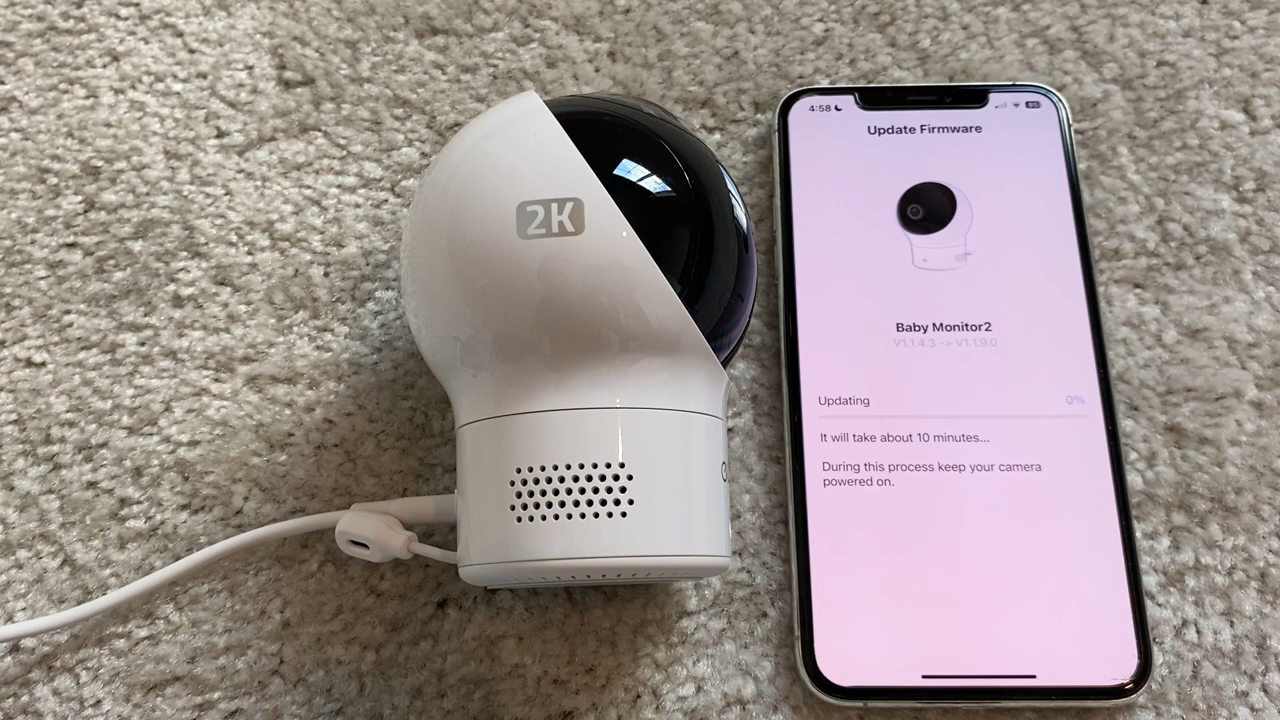 2K
4:58
85
Update Firmware
Baby Monitor2
V1.1.4.3 -> V1.1.9.0
Updating 0%
It will take about 10 minutes...
During this process keep your camera
powered on.